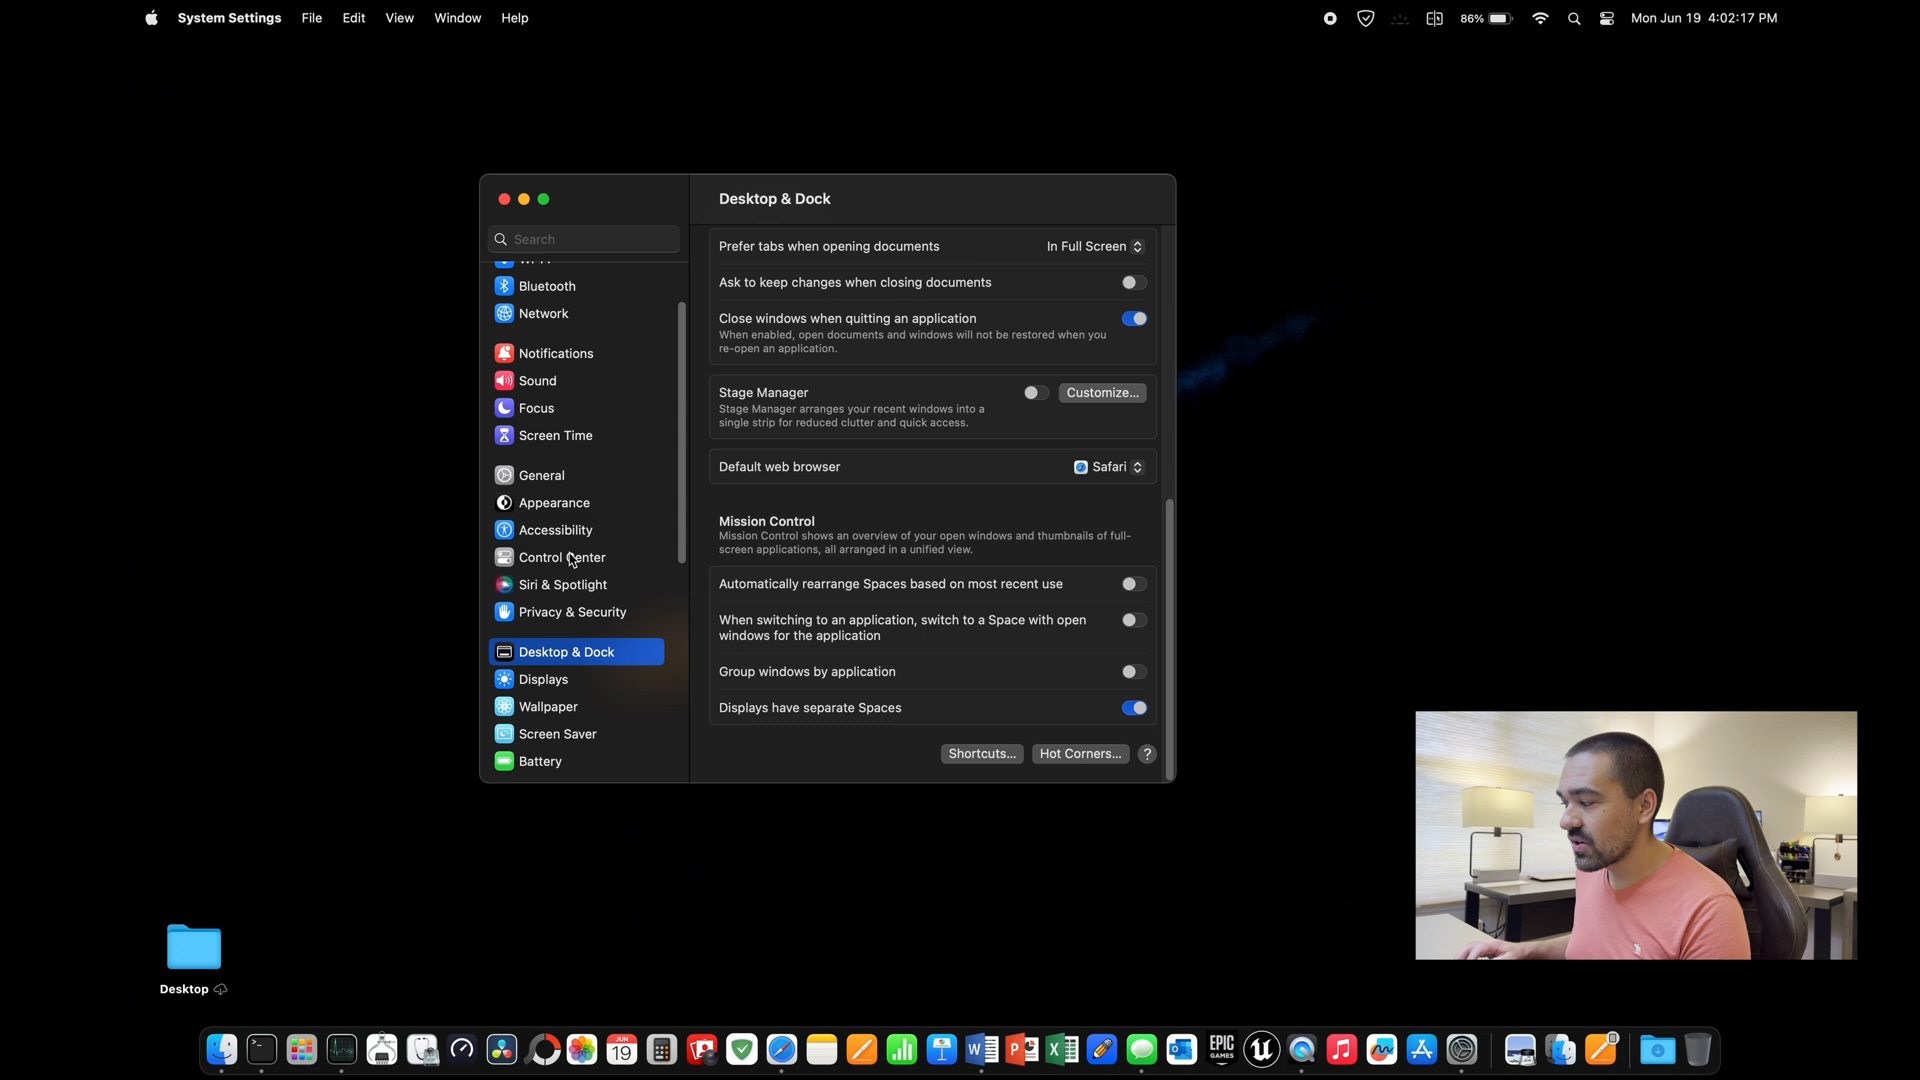 System Settings File Edit View Window Help
86% Mon Jun 19 4:02:17 PM
Desktop & Dock
Search
Bluetooth
Network
Notifications
Sound
Focus
Screen Time
General
Appearance
Accessibility
Control Center
Siri & Spotlight
Privacy & Security
Desktop & Dock
Displays
Wallpaper
Screen Saver
Battery
Prefer tabs when opening documents In Full Screen
Ask to keep changes when closing documents
Close windows when quitting an application
When enabled, open documents and windows will not be restored when you
re-open an application.
Stage Manager Customize...
Stage Manager arranges your recent windows into a
single strip for reduced clutter and quick access.
Default web browser Safari
Mission Control
Mission Control shows an overview of your open windows and thumbnails of full-
screen applications, all arranged in a unified view.
Automatically rearrange Spaces based on most recent use
When switching to an application, switch to a Space with open
windows for the application
Group windows by application
Displays have separate Spaces
Shortcuts... Hot Corners... ?
Desktop
JUN
19
W P X
EPIC
GAMES